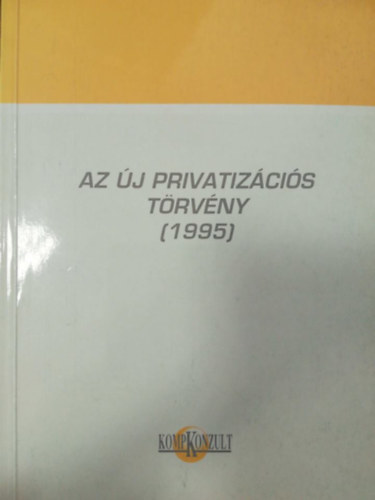 AZ ÚJ PRIVATIZÁCIÓS
TÖRVÉNY
(1995)
KOMPKONZULT